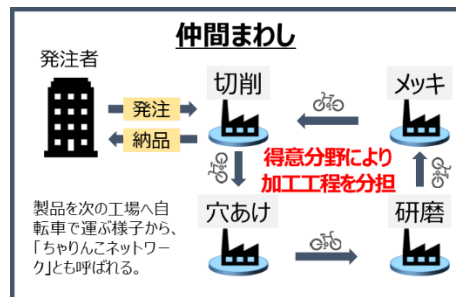 仲間まわし
発注者
切削
メッキ
発注
納品
得意分野により
加工工程を分担
穴あけ
研磨
製品を次の工場へ自
転車で運ぶ様子から、
「ちゃりんこネットワー
ク」とも呼ばれる。